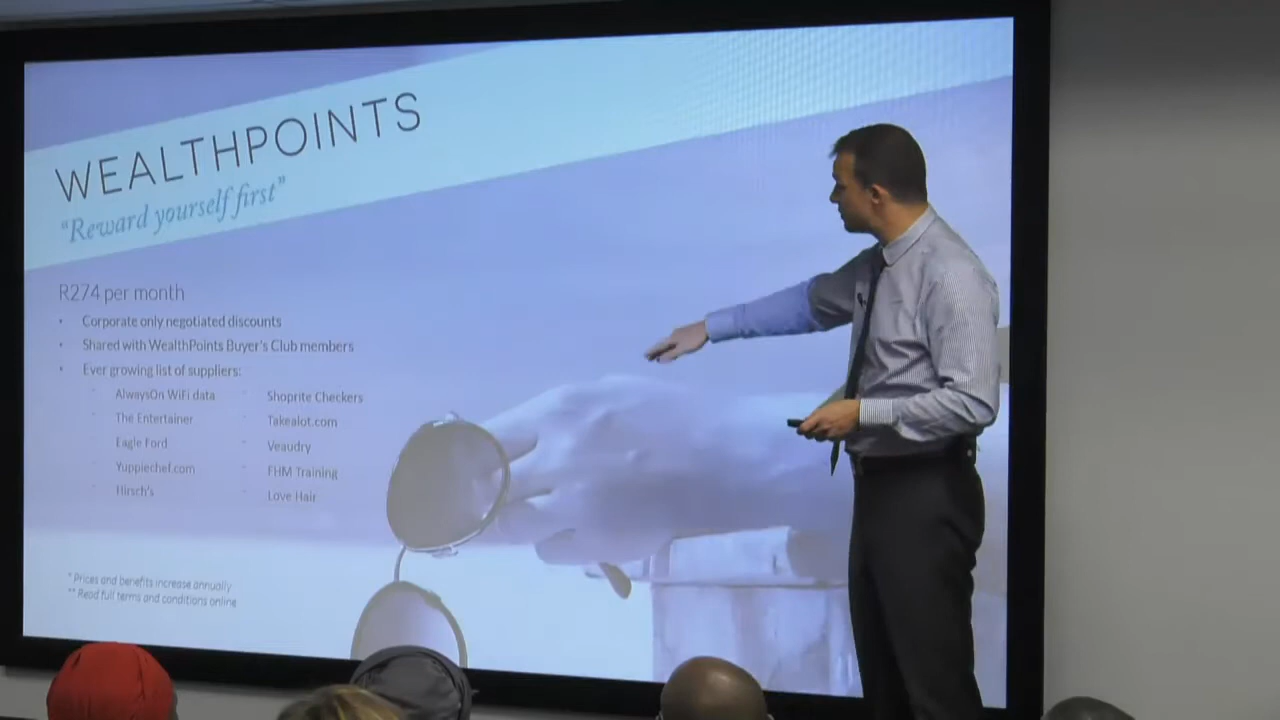 WEALTHPOINTS
“Reward yourself first”
R274 per month
Corporate only negotiated discounts
Shared with WealthPoints Buyer's Club members
Ever growing list of suppliers:
AlwaysOn WiFi data
The Entertainer
Eagle Ford
Yuppiechef.com
Hirsch's
Shoprite Checkers
Takealot.com
Veaudry
FHM Training
Love Hair
* Prices and benefits increase annually
** Read full terms and conditions online